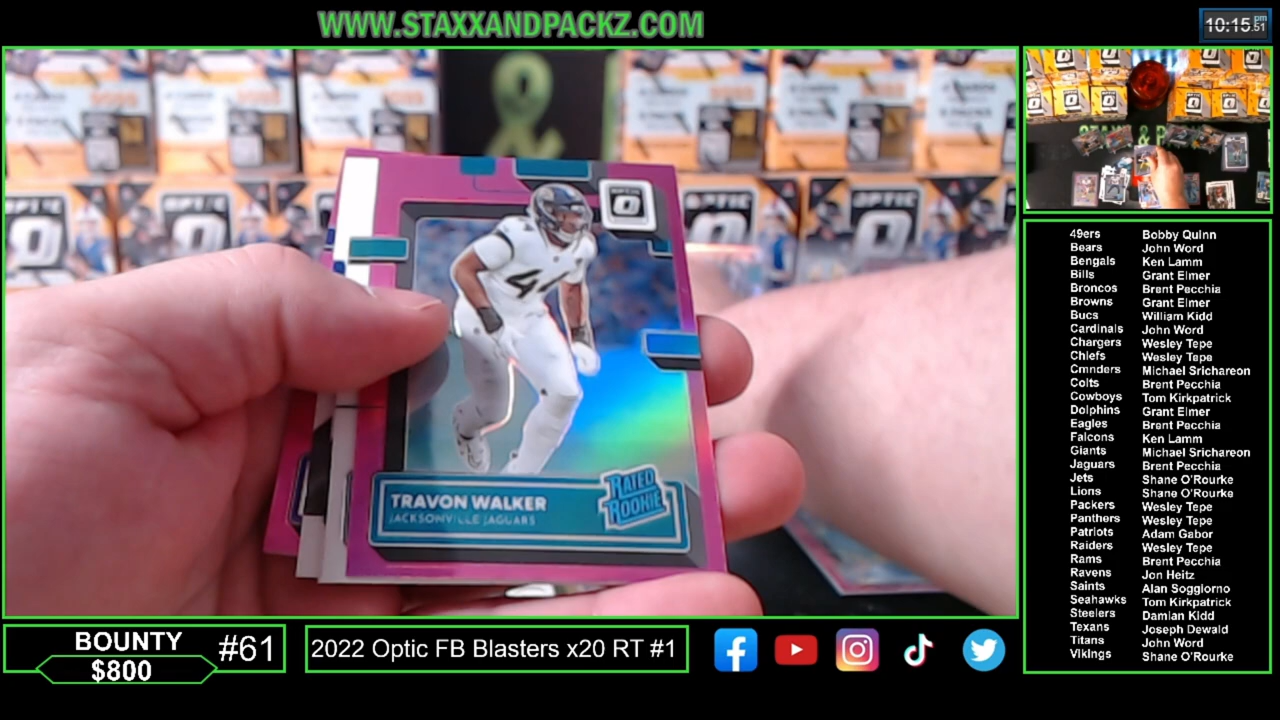 WWW.STAXXANDPACKZ.COM
10:15 pm
51
OPTIC
44
TRAVON WALKER
JACKSONVILLE JAGUARS
RATED
ROOKIE
49ers Bobby Quinn
Bears John Word
Bengals Ken Lamm
Bills Grant Elmer
Broncos Brent Pecchia
Browns Grant Elmer
Bucs William Kidd
Cardinals John Word
Chargers Wesley Tepe
Chiefs Wesley Tepe
Cmnders Michael Srichareon
Colts Brent Pecchia
Cowboys Tom Kirkpatrick
Dolphins Grant Elmer
Eagles Brent Pecchia
Falcons Ken Lamm
Giants Michael Srichareon
Jaguars Brent Pecchia
Jets Shane O'Rourke
Lions Shane O'Rourke
Packers Wesley Tepe
Panthers Wesley Tepe
Patriots Adam Gabor
Raiders Wesley Tepe
Rams Brent Pecchia
Ravens Jon Heitz
Saints Alan Soggiorno
Seahawks Tom Kirkpatrick
Steelers Damian Kidd
Texans Joseph Dewald
Titans John Word
Vikings Shane O'Rourke
BOUNTY
$800
#61
2022 Optic FB Blasters x20 RT #1